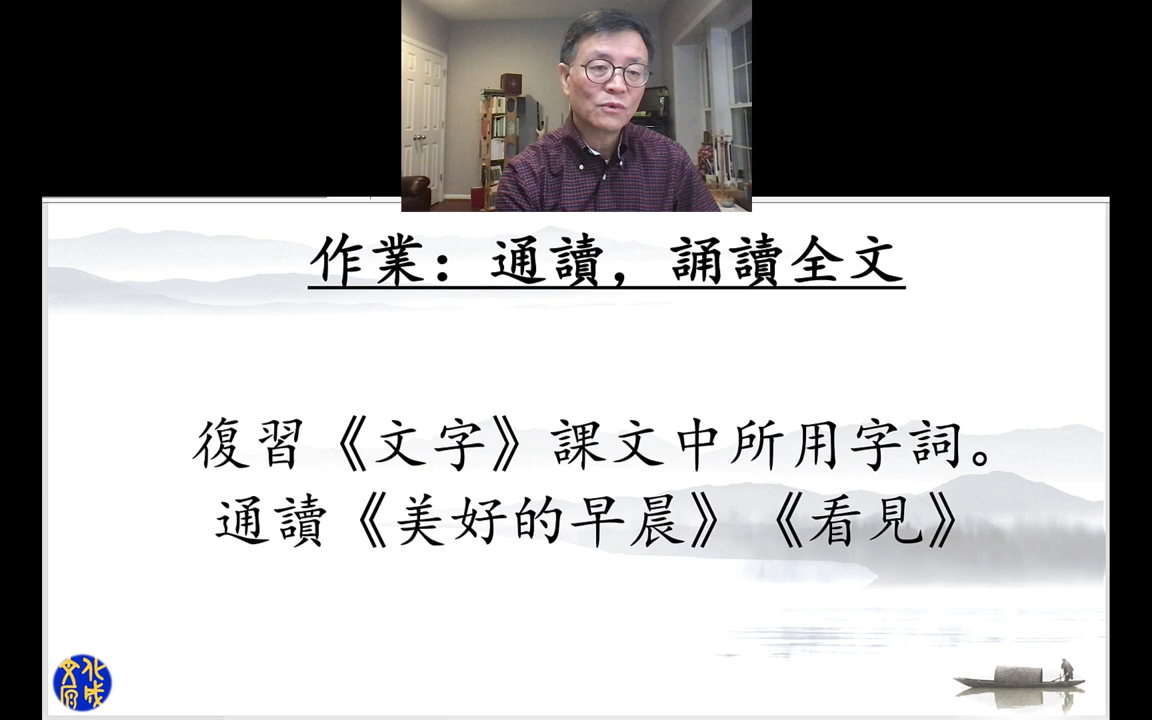 作業：通讀，誦讀全文
復習《文字》課文中所用字詞。
通讀《美好的早晨》《看見》